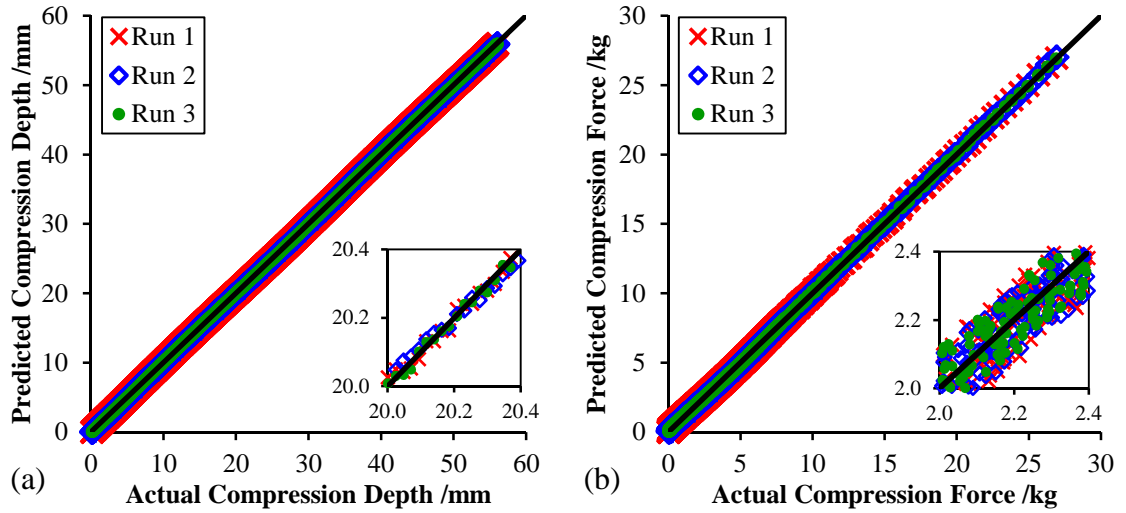 Predicted Compression Depth /mm
60
50
40
30
20
10
0
Run 1
Run 2
Run 3
20.4
20.2
20.0
20.0 20.2 20.4
0 10 20 30 40 50 60
(a) Actual Compression Depth /mm
Predicted Compression Force /kg
30
25
20
15
10
5
0
Run 1
Run 2
Run 3
2.4
2.2
2.0
2.0 2.2 2.4
0 5 10 15 20 25 30
(b) Actual Compression Force /kg